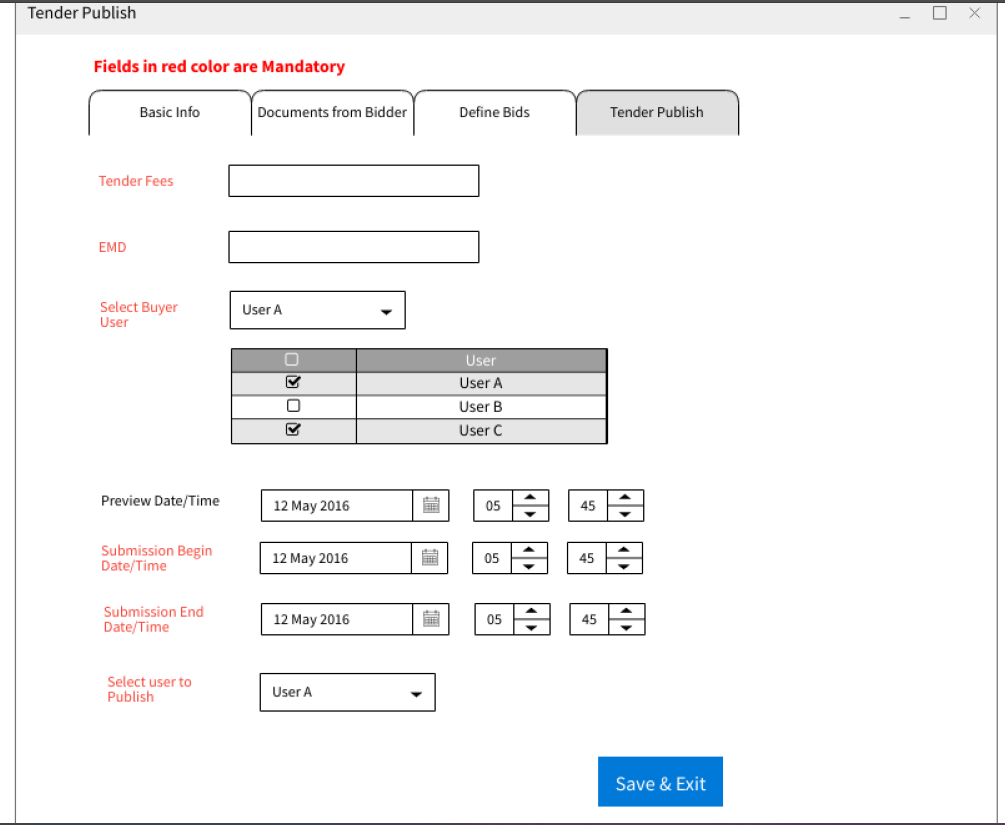 Tender Publish
Fields in red color are Mandatory
Basic Info
Documents from Bidder
Define Bids
Tender Publish
Tender Fees
EMD
Select Buyer
User
User A
User
User A
User B
User C
Preview Date/Time
12 May 2016
05
45
Submission Begin
Date/Time
12 May 2016
05
45
Submission End
Date/Time
12 May 2016
05
45
Select user to
Publish
User A
Save & Exit